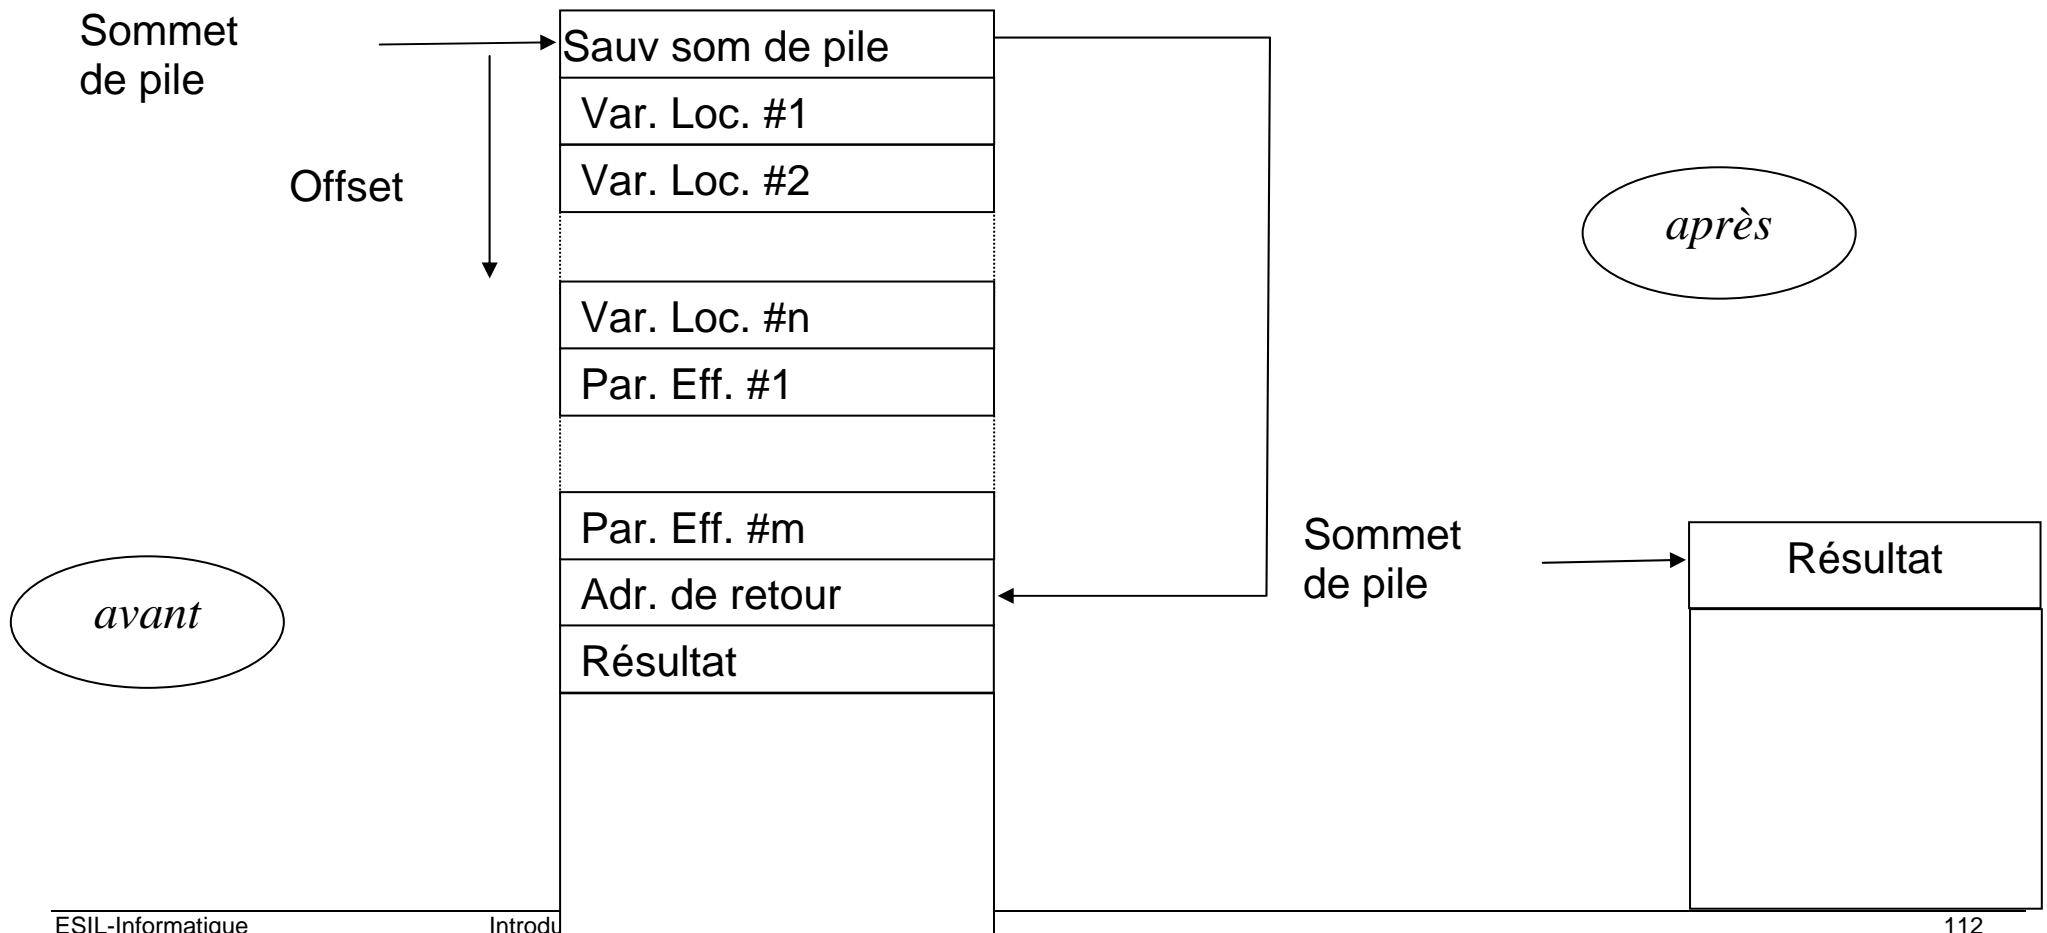 Sommet
de pile
Sauv som de pile
Var. Loc. #1
Var. Loc. #2
Offset
Var. Loc. #n
Par. Eff. #1
Par. Eff. #m
Adr. de retour
Résultat
avant
après
Sommet
de pile
Résultat
ESIL-Informatique
112